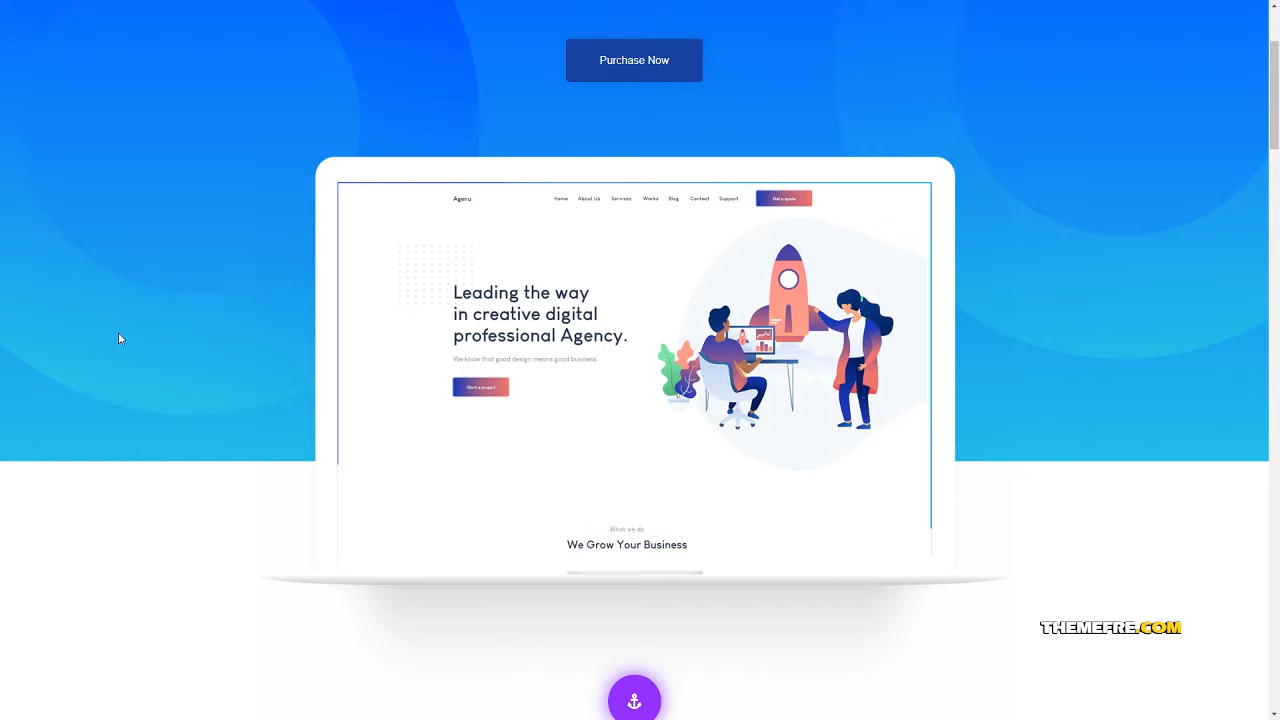 Purchase Now
Agenu
Home
About Us
Services
Works
Blog
Contact
Support
Get a quote
Leading the way
in creative digital
professional Agency.
We know that good design means good business
Start a project
What we do
We Grow Your Business
THEMEFRE.COM